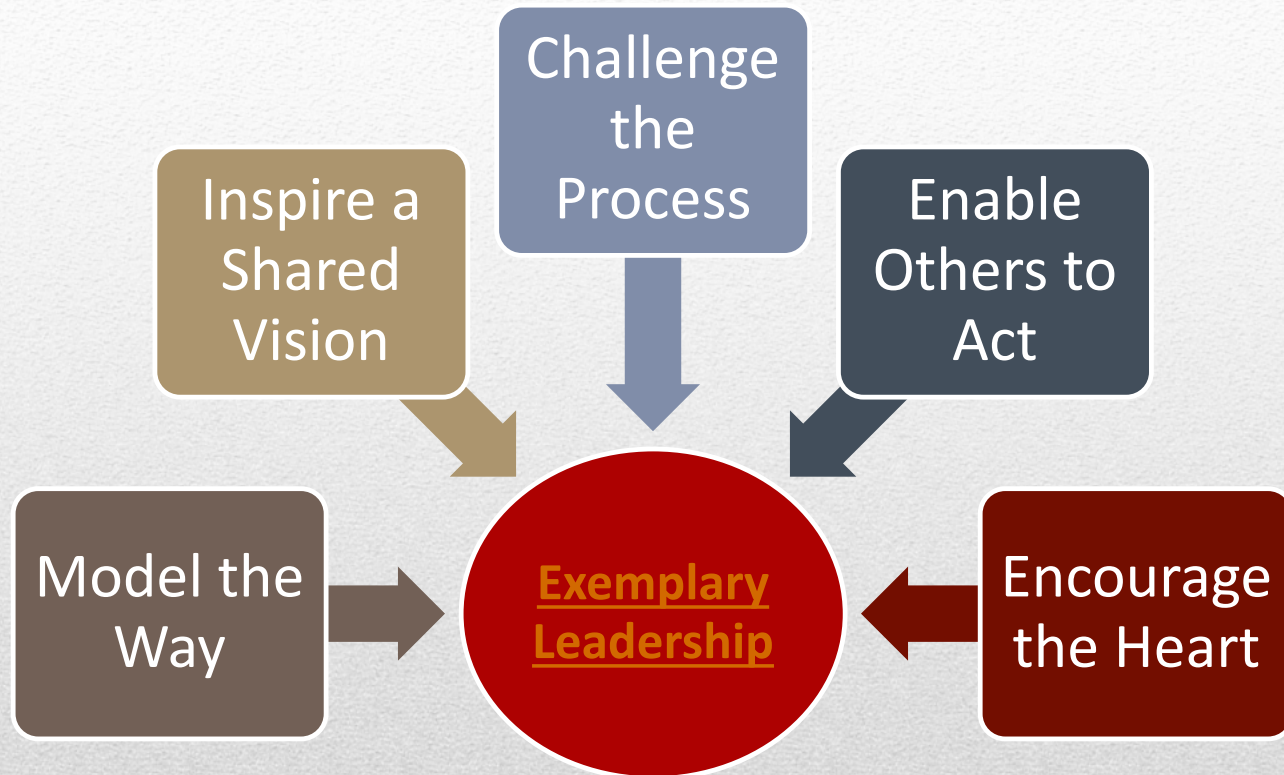 Model the
Way
Inspire a
Shared
Vision
Challenge
the
Process
Enable
Others to
Act
Encourage
the Heart
Exemplary
Leadership